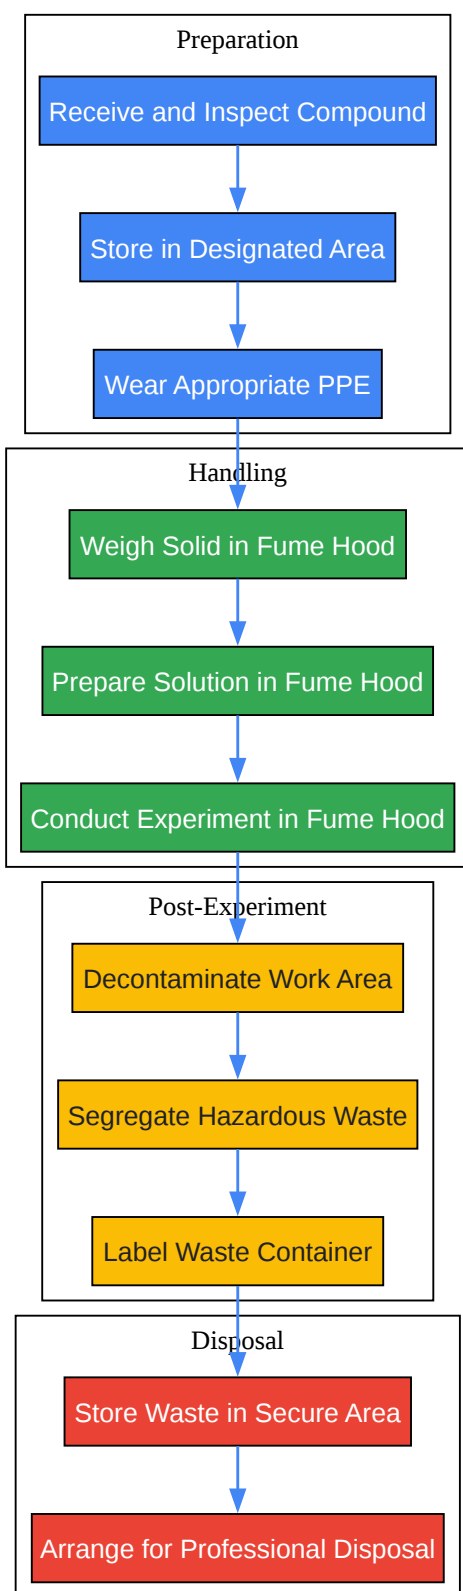 Preparation
Receive and Inspect Compound
Store in Designated Area
Wear Appropriate PPE
Handling
Weigh Solid in Fume Hood
Prepare Solution in Fume Hood
Conduct Experiment in Fume Hood
Post-Experiment
Decontaminate Work Area
Segregate Hazardous Waste
Label Waste Container
Disposal
Store Waste in Secure Area
Arrange for Professional Disposal